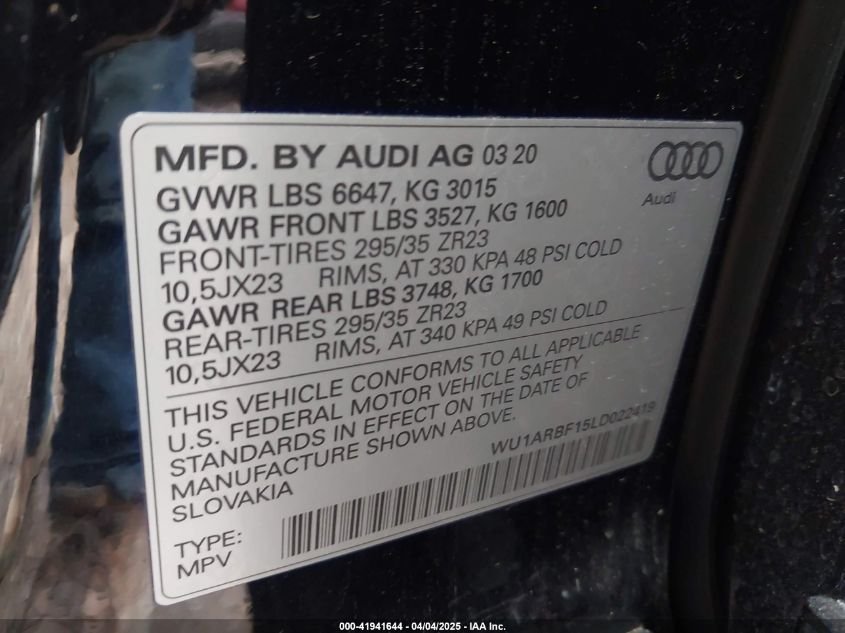 MFD. BY AUDI AG 03 20
Audi
GVWR LBS 6647, KG 3015
GAWR FRONT LBS 3527, KG 1600
FRONT-TIRES 295/35 ZR23
10,5JX23 RIMS, AT 330 KPA 48 PSI COLD
GAWR REAR LBS 3748, KG 1700
REAR-TIRES 295/35 ZR23
10,5JX23 RIMS, AT 340 KPA 49 PSI COLD
THIS VEHICLE CONFORMS TO ALL APPLICABLE
U.S. FEDERAL MOTOR VEHICLE SAFETY
STANDARDS IN EFFECT ON THE DATE OF
MANUFACTURE SHOWN ABOVE.
SLOVAKIA
WU1ARBF15LD022419
TYPE:
MPV
000-41941644 / 04/04/2025 - IAA Inc.